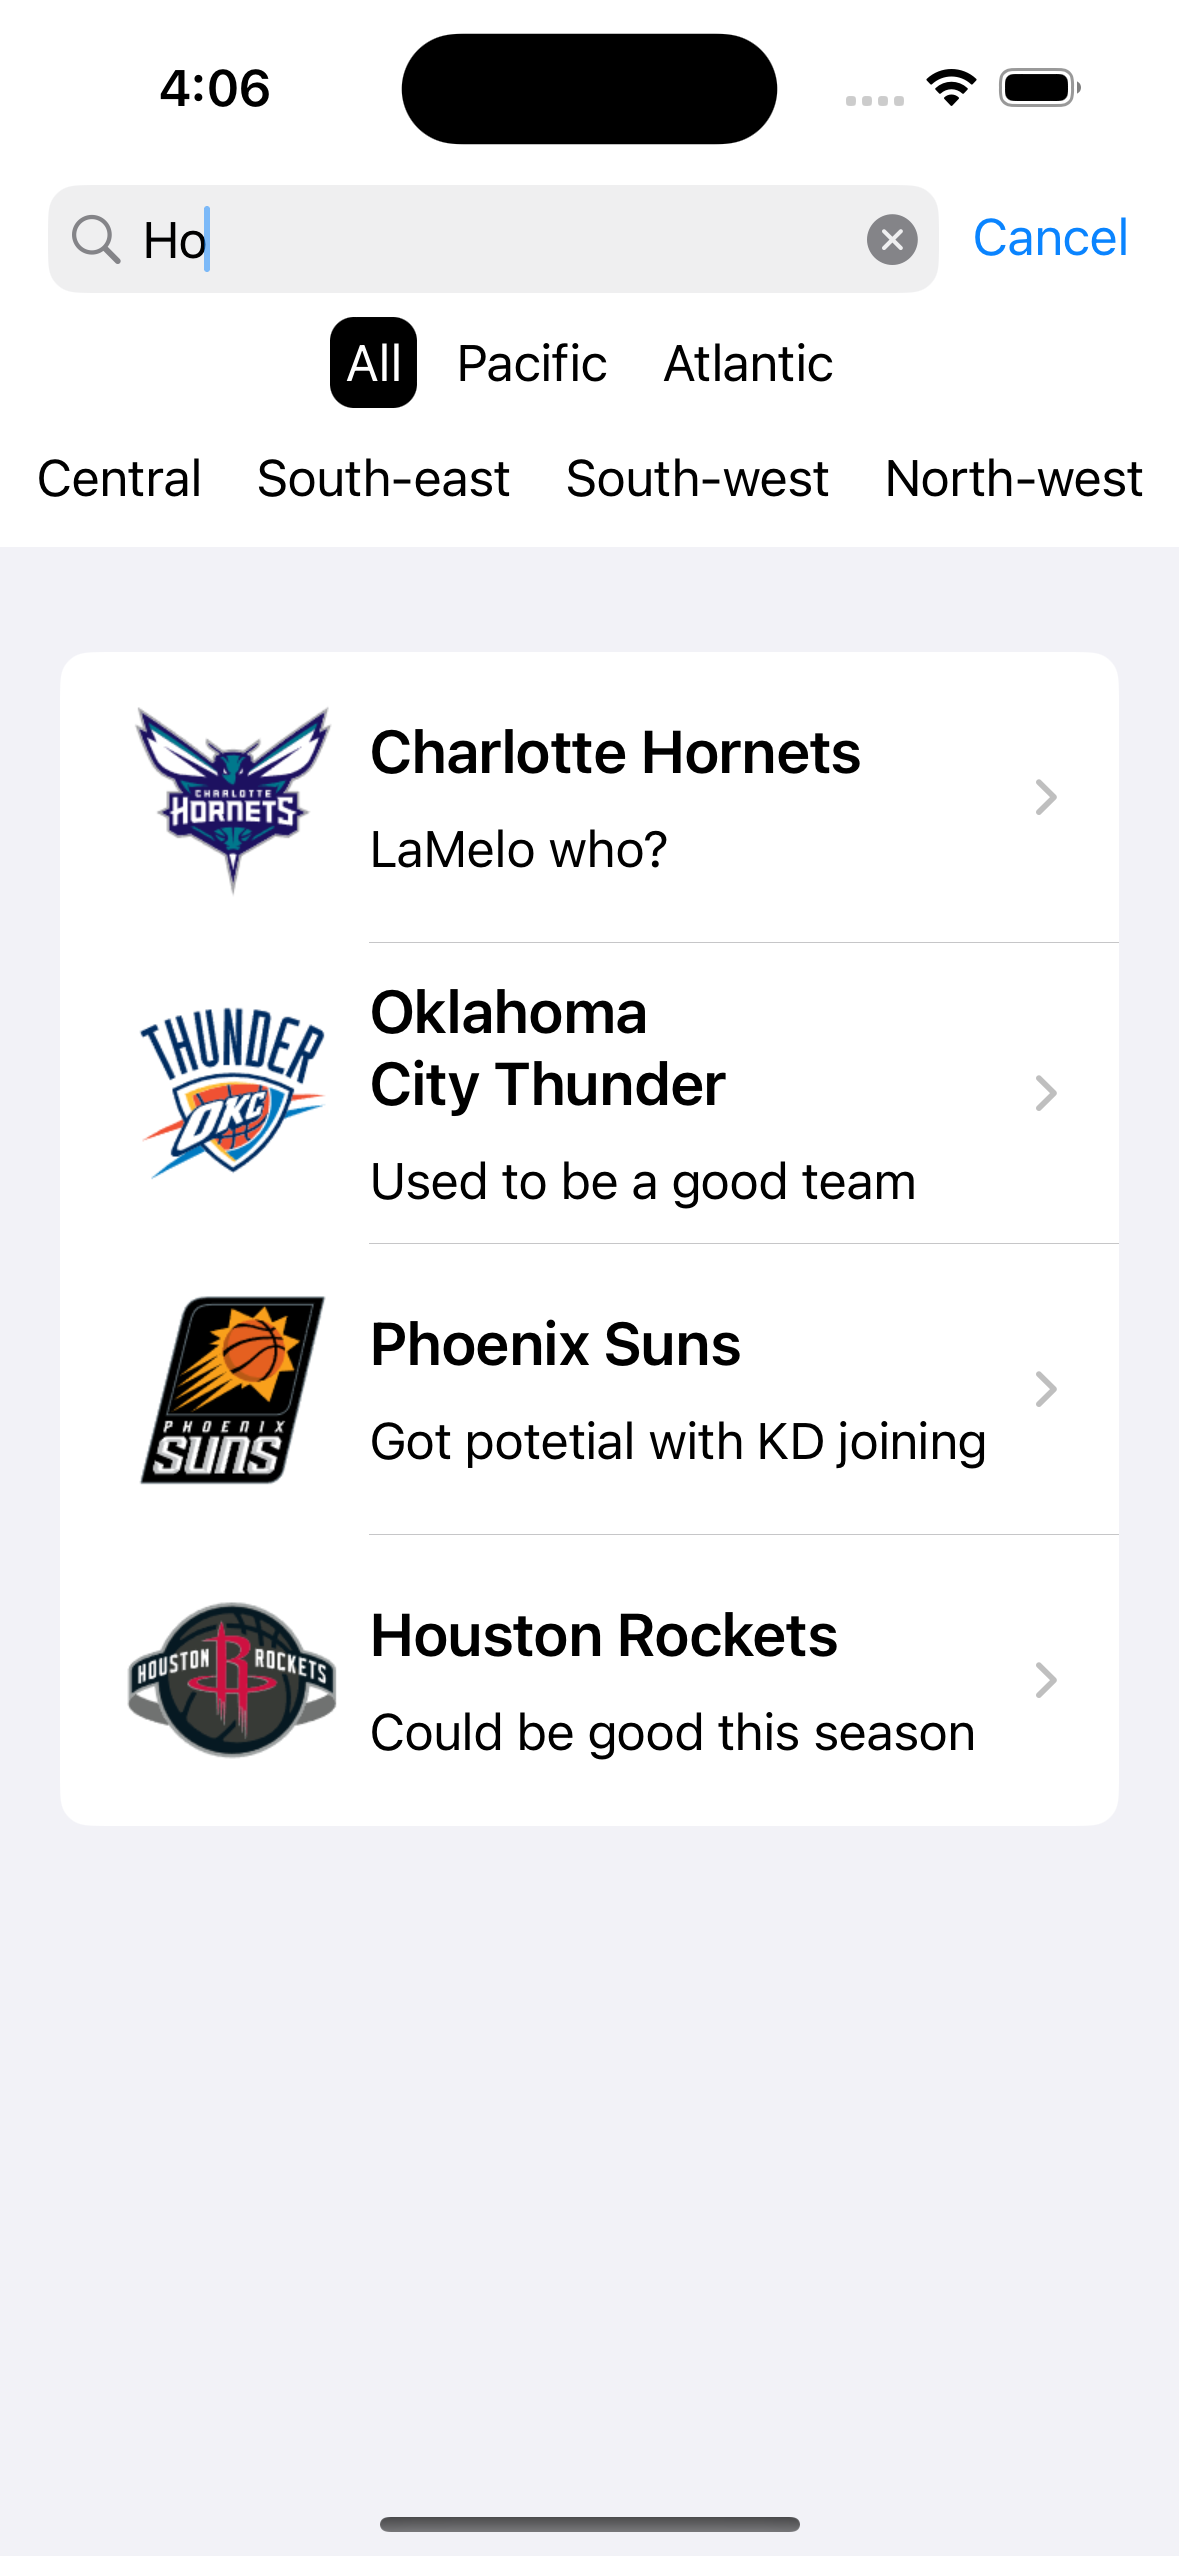 4:06
Ho
Cancel
All
Pacific
Atlantic
Central
South-east
South-west
North-west
CHARLOTTE
HORNETS
Charlotte Hornets
LaMelo who?
THUNDER
OKC
Oklahoma
City Thunder
Used to be a good team
PHOENIX
SUNS
Phoenix Suns
Got potetial with KD joining
HOUSTON R ROCKETS
Houston Rockets
Could be good this season